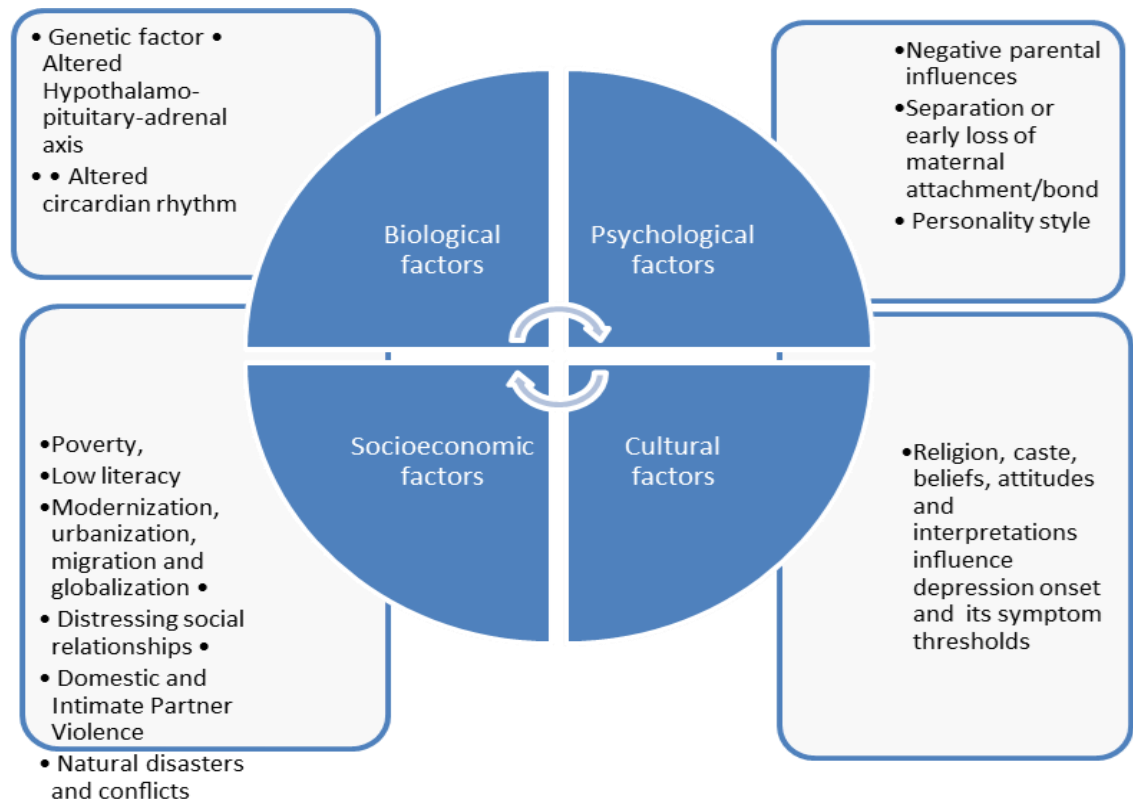 • Genetic factor •
Altered
Hypothalamo-
pituitary-adrenal
axis
• • Altered
circardian rhythm
•Negative parental
influences
•Separation or
early loss of
maternal
attachment/bond
• Personality style
Biological
factors
Psychological
factors
Socioeconomic
factors
Cultural
factors
•Poverty,
•Low literacy
•Modernization,
urbanization,
migration and
globalization •
• Distressing social
relationships •
• Domestic and
Intimate Partner
Violence
• Natural disasters
and conflicts
•Religion, caste,
beliefs, attitudes
and
interpretations
influence
depression onset
and its symptom
thresholds